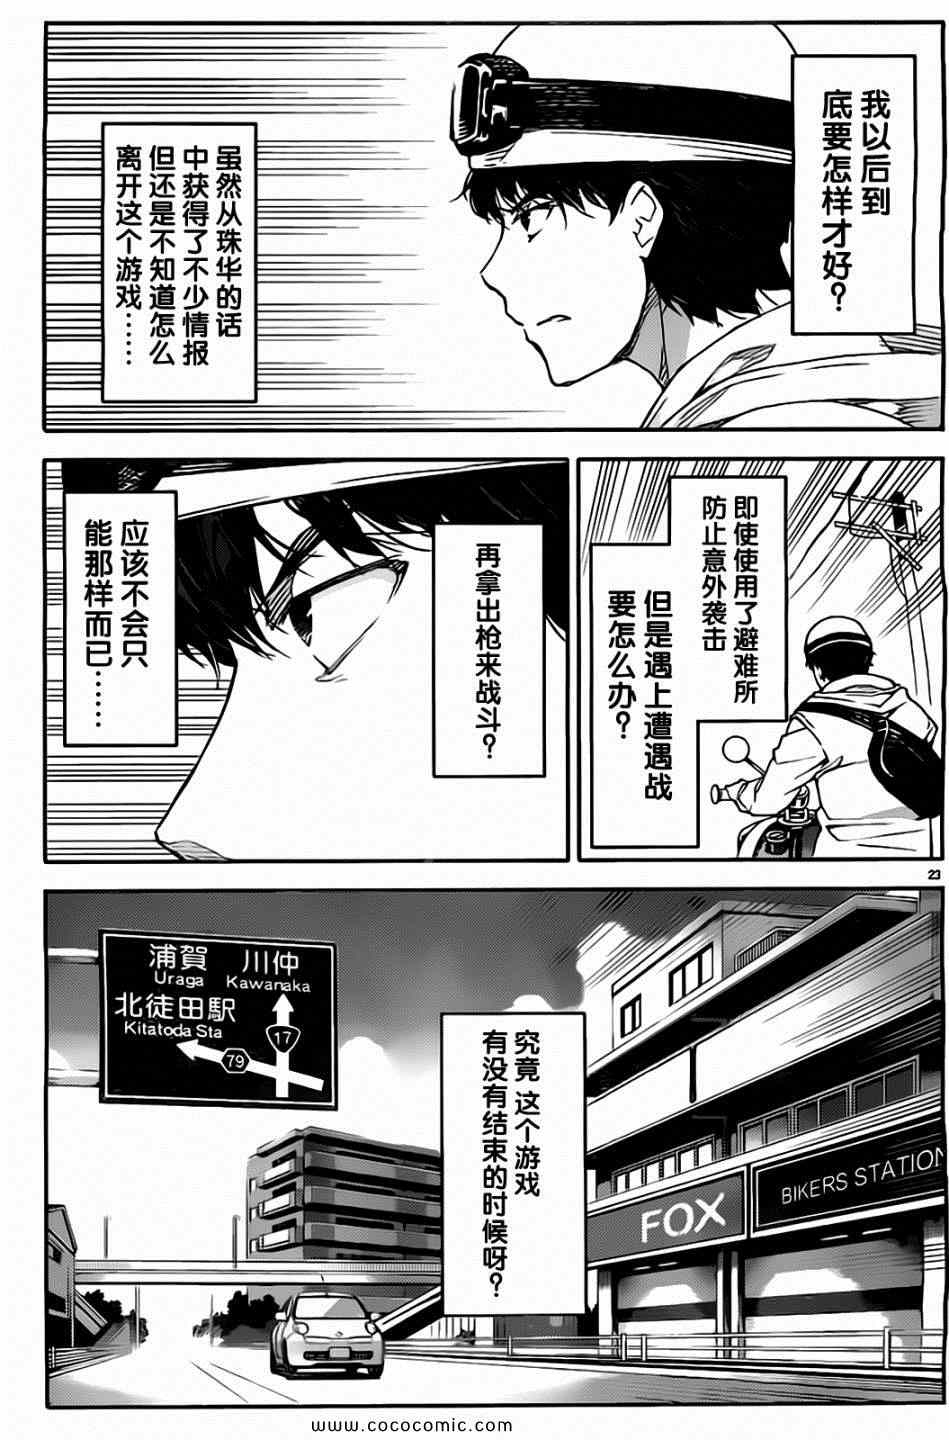 我以后到
底要怎样才好？
虽然从珠华的话
中获得了不少情报
但还是不知道怎么
离开这个游戏……
即使使用了避难所
防止意外袭击
但是遇上遭遇战
要怎么办？
再拿出枪来战斗？
应该不会只
能那样而已……
23
浦賀 川仲
Uraga Kawanaka
北徒田駅
Kitatoda Sta
17
79
究竟 这个游戏
有没有结束的时候呀？
FOX
BIKERS STATION
www.cococomic.com